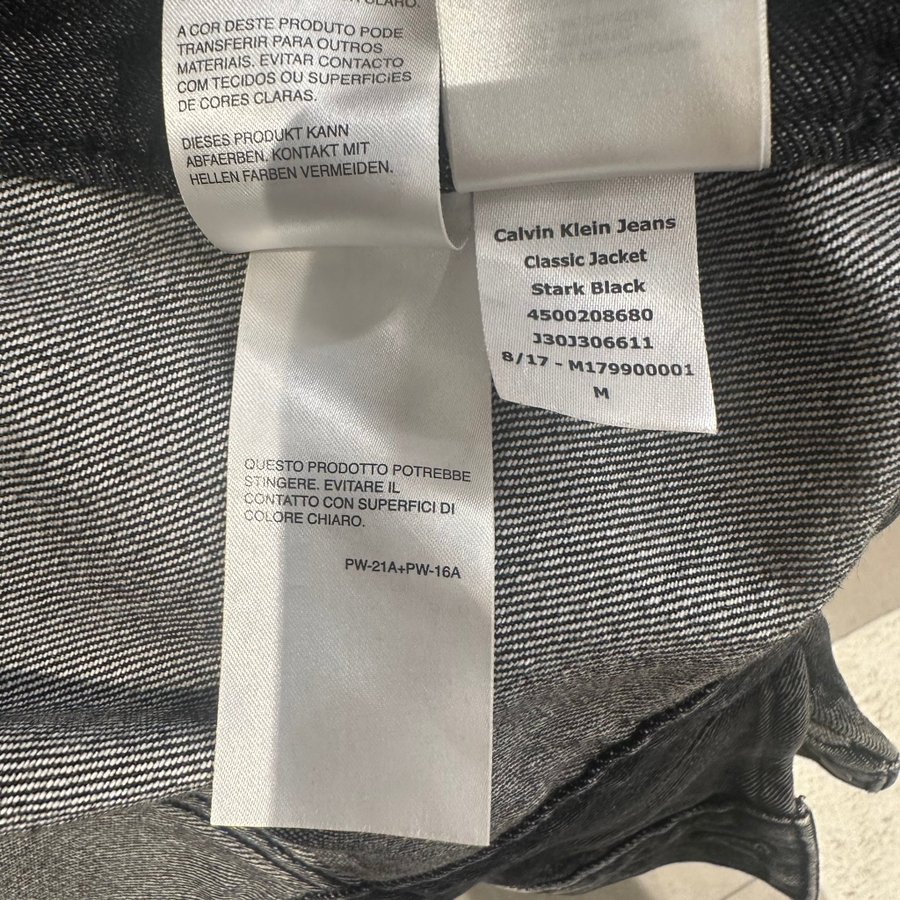 CLARO.
A COR DESTE PRODUTO PODE
TRANSFERIR PARA OUTROS
MATERIAIS. EVITAR CONTACTO
COM TECIDOS OU SUPERFICIES
DE CORES CLARAS.
DIESES PRODUKT KANN
ABFAERBEN. KONTAKT MIT
HELLEN FARBEN VERMEIDEN.
Calvin Klein Jeans
Classic Jacket
Stark Black
4500208680
J30J306611
8/17 - M179900001
M
QUESTO PRODOTTO POTREBBE
STINGERE. EVITARE IL
CONTATTO CON SUPERFICI DI
COLORE CHIARO.
PW-21A+PW-16A